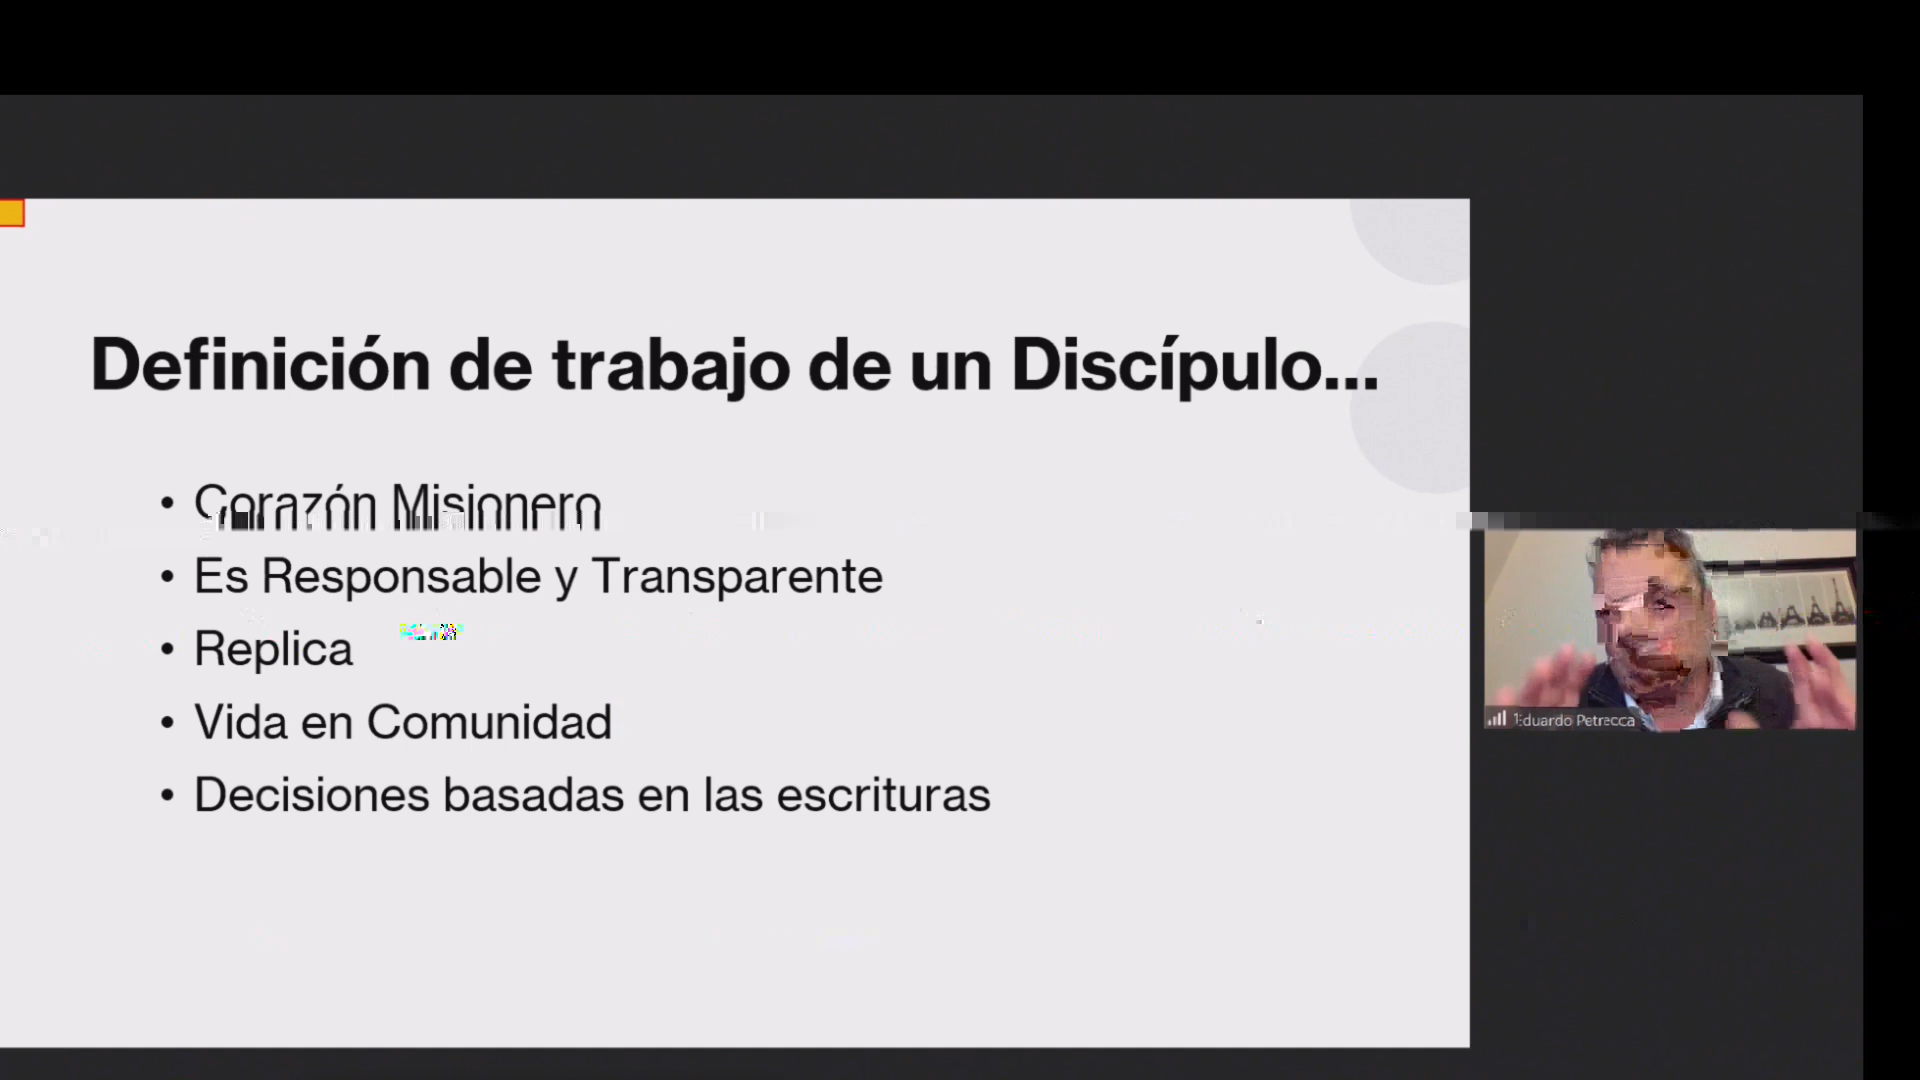 Definición de trabajo de un Discípulo...
• Corazón Misionero
• Es Responsable y Transparente
• Replica
• Vida en Comunidad
• Decisiones basadas en las escrituras
Eduardo Petrecca